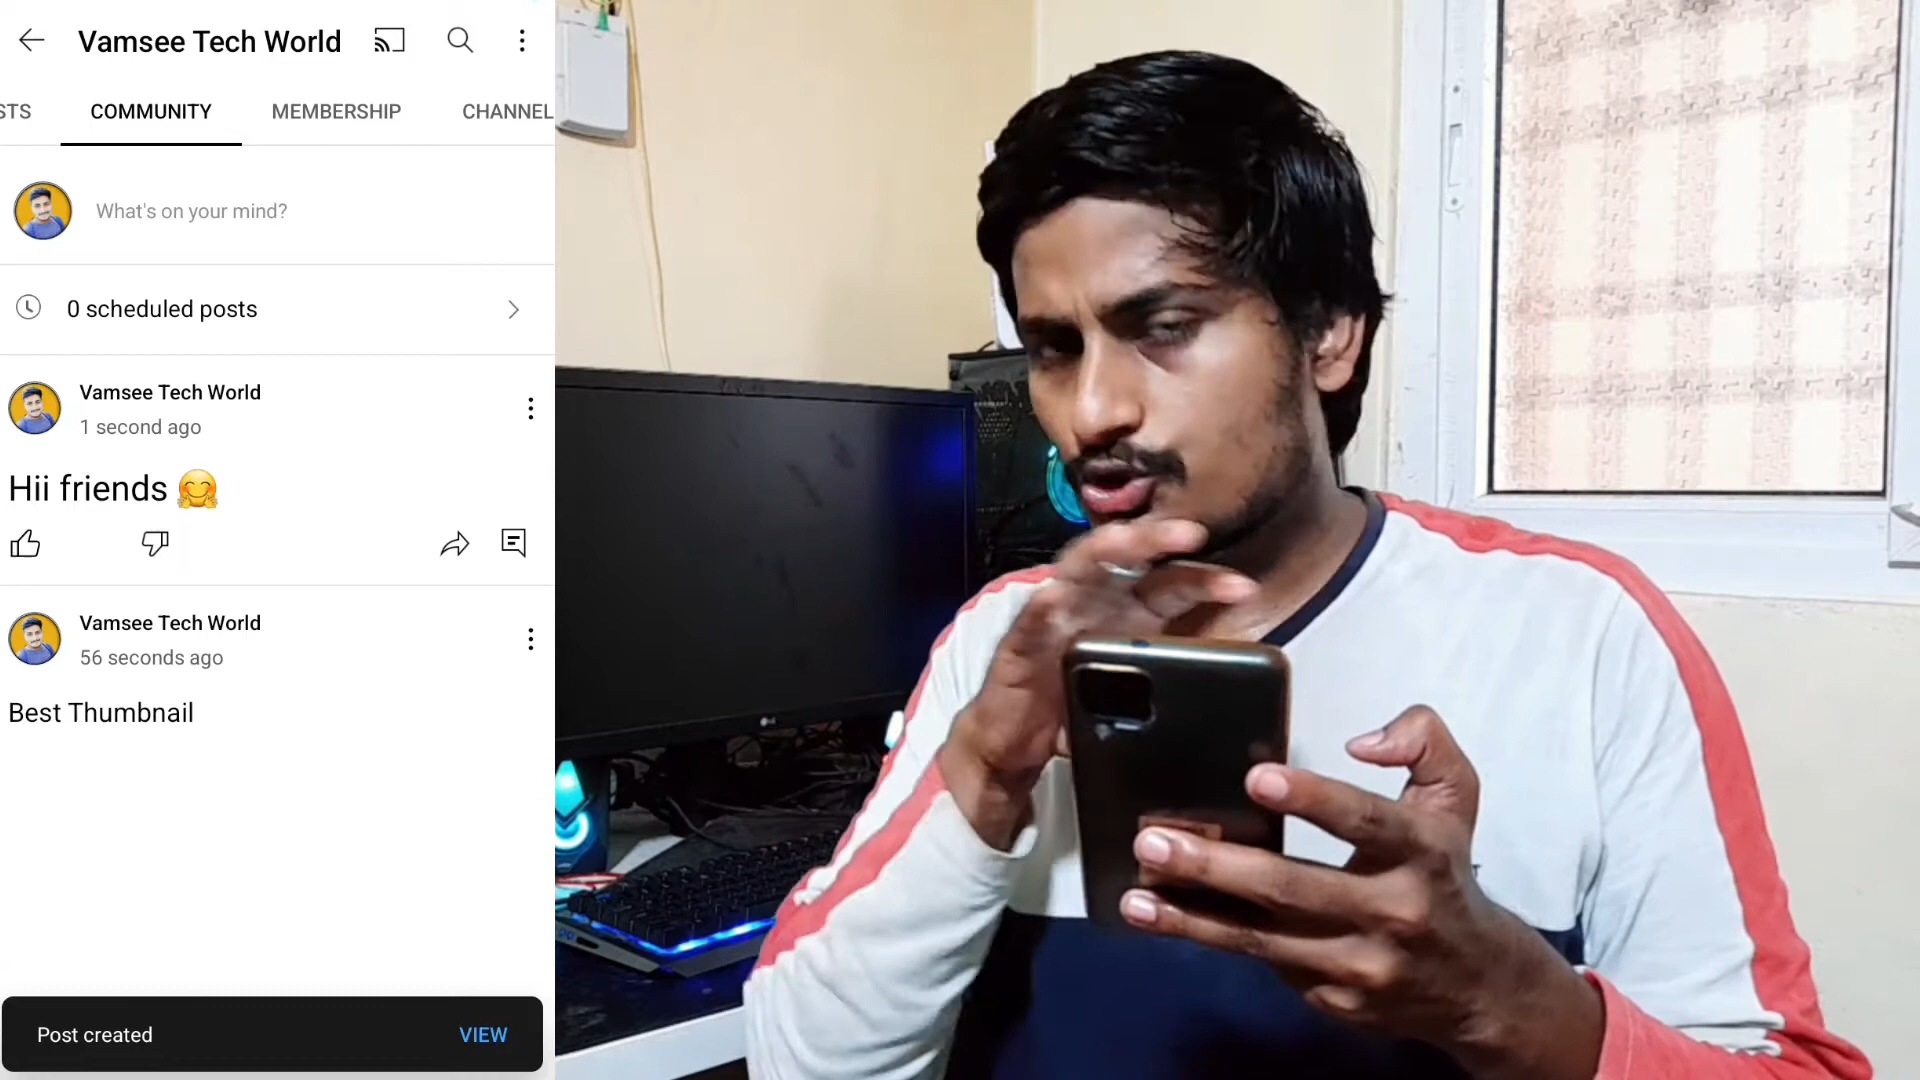 Vamsee Tech World
STS COMMUNITY MEMBERSHIP CHANNEL
What's on your mind?
0 scheduled posts
Vamsee Tech World
1 second ago
Hii friends 🤗
Vamsee Tech World
56 seconds ago
Best Thumbnail
Post created VIEW
LG